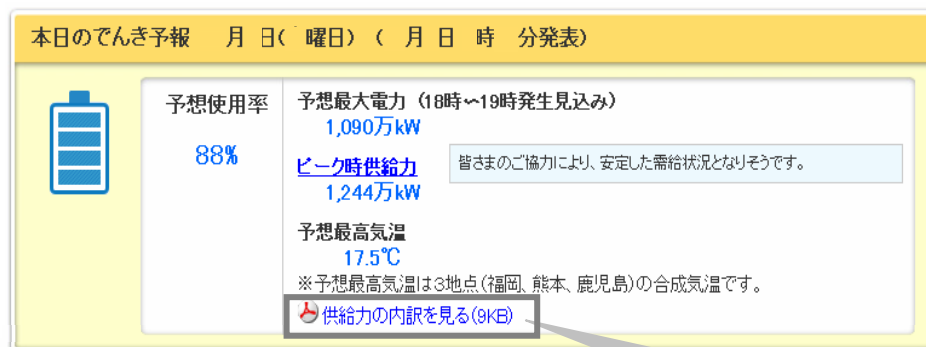 本日のでんき予報 月 日( 曜日) ( 月 日 時 分発表)
予想使用率
88%
予想最大電力 (18時～19時発生見込み)
1,090万kW
ピーク時供給力
1,244万kW
皆さまのご協力により、安定した需給状況となりそうです。
予想最高気温
17.5℃
※予想最高気温は3地点(福岡、熊本、鹿児島)の合成気温です。
供給力の内訳を見る(9KB)